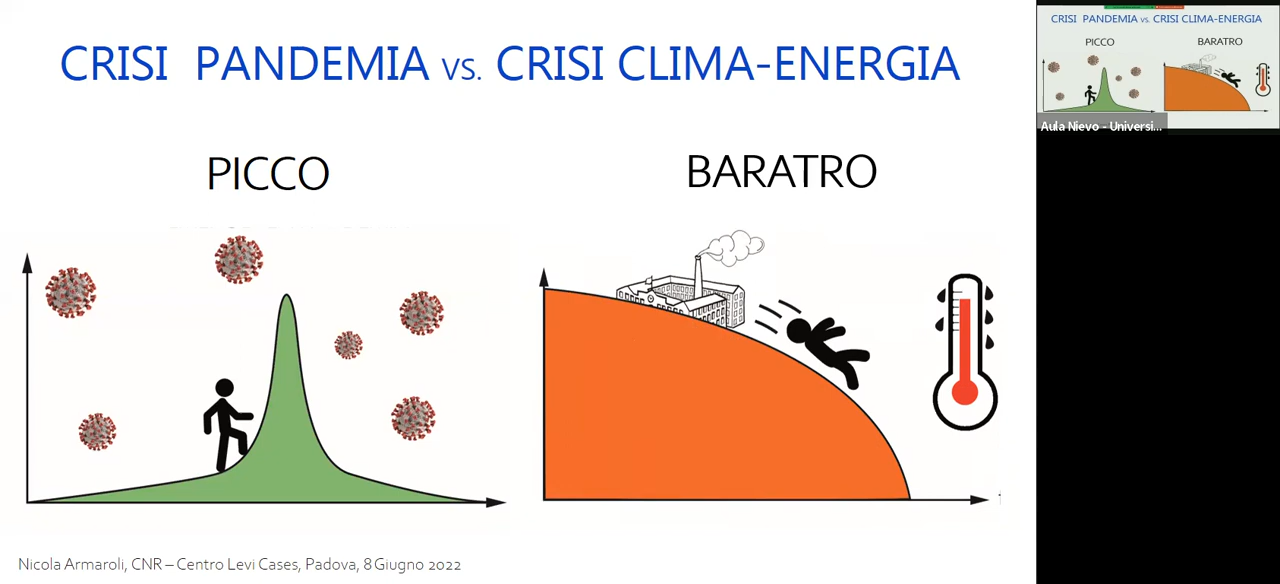 CRISI PANDEMIA VS. CRISI CLIMA-ENERGIA
PICCO
BARATRO
Nicola Armaroli, CNR – Centro Levi Cases, Padova, 8 Giugno 2022
CRISI PANDEMIA VS. CRISI CLIMA-ENERGIA
PICCO
BARATRO
Aula Nievo - Universi...